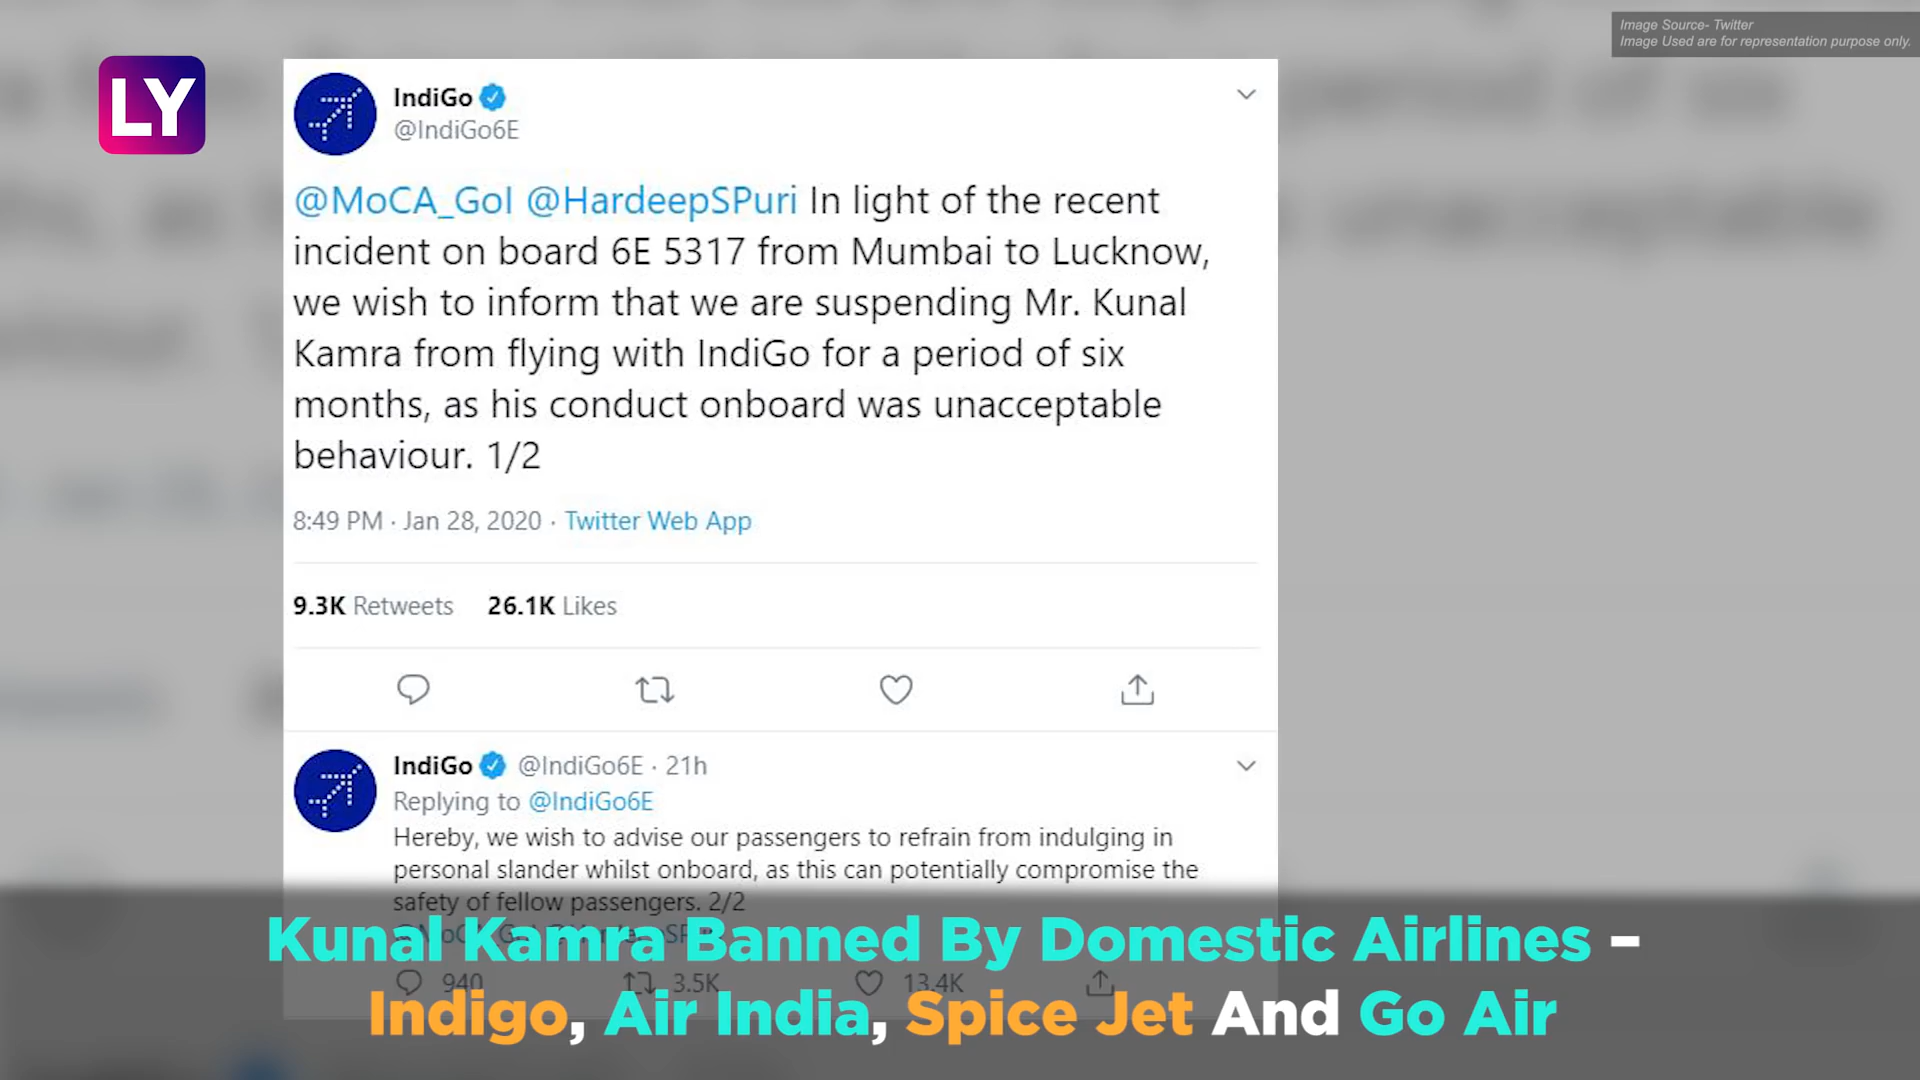 Image Source- Twitter
Image Used are for representation purpose only.
LY
IndiGo
@IndiGo6E
@MoCA_GoI @HardeepSPuri In light of the recent
incident on board 6E 5317 from Mumbai to Lucknow,
we wish to inform that we are suspending Mr. Kunal
Kamra from flying with IndiGo for a period of six
months, as his conduct onboard was unacceptable
behaviour. 1/2
8:49 PM · Jan 28, 2020 · Twitter Web App
9.3K Retweets 26.1K Likes
IndiGo @IndiGo6E · 21h
Replying to @IndiGo6E
Hereby, we wish to advise our passengers to refrain from indulging in
personal slander whilst onboard, as this can potentially compromise the
safety of fellow passengers. 2/2
940 3.5K 13.4K
Kunal Kamra Banned By Domestic Airlines –
Indigo, Air India, Spice Jet And Go Air